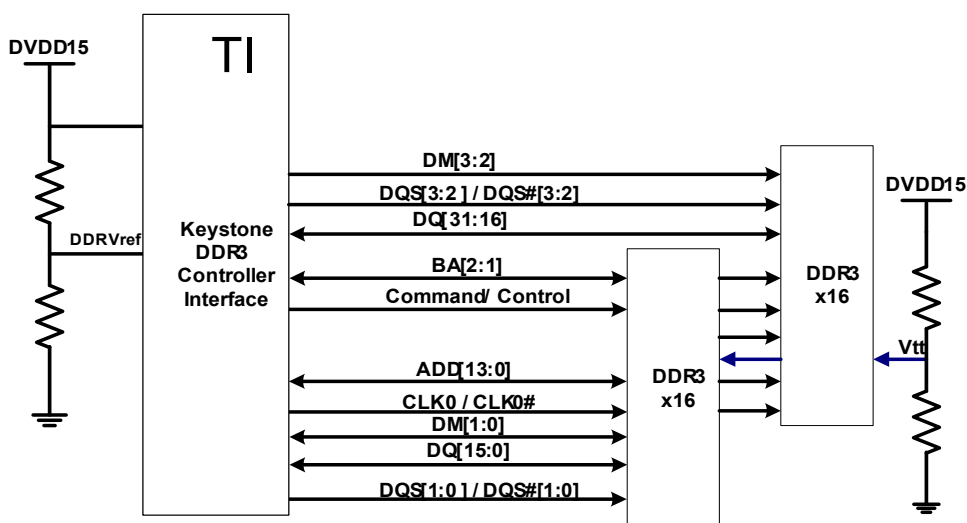 DVDD15
TI
DM[3:2]
DQS[3:2] / DQS#[3:2]
DQ[31:16]
DVDD15
DDRVref
Keystone
DDR3
Controller
Interface
BA[2:1]
Command/ Control
DDR3
x16
Vtt
ADD[13:0]
DDR3
x16
CLK0 / CLK0#
DM[1:0]
DQ[15:0]
DQS[1:0] / DQS#[1:0]